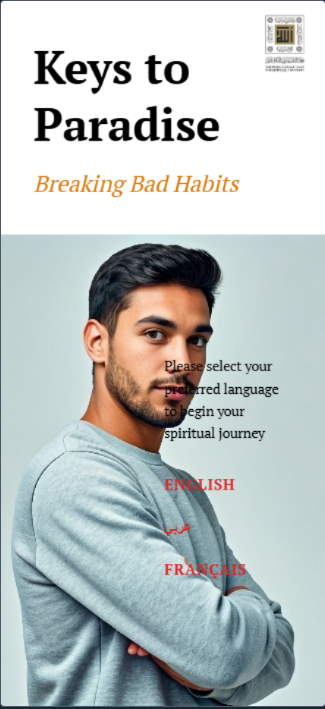 Keys to
Paradise
Breaking Bad Habits
Please select your
preferred language
to begin your
spiritual journey
ENGLISH
عربي
FRANÇAIS